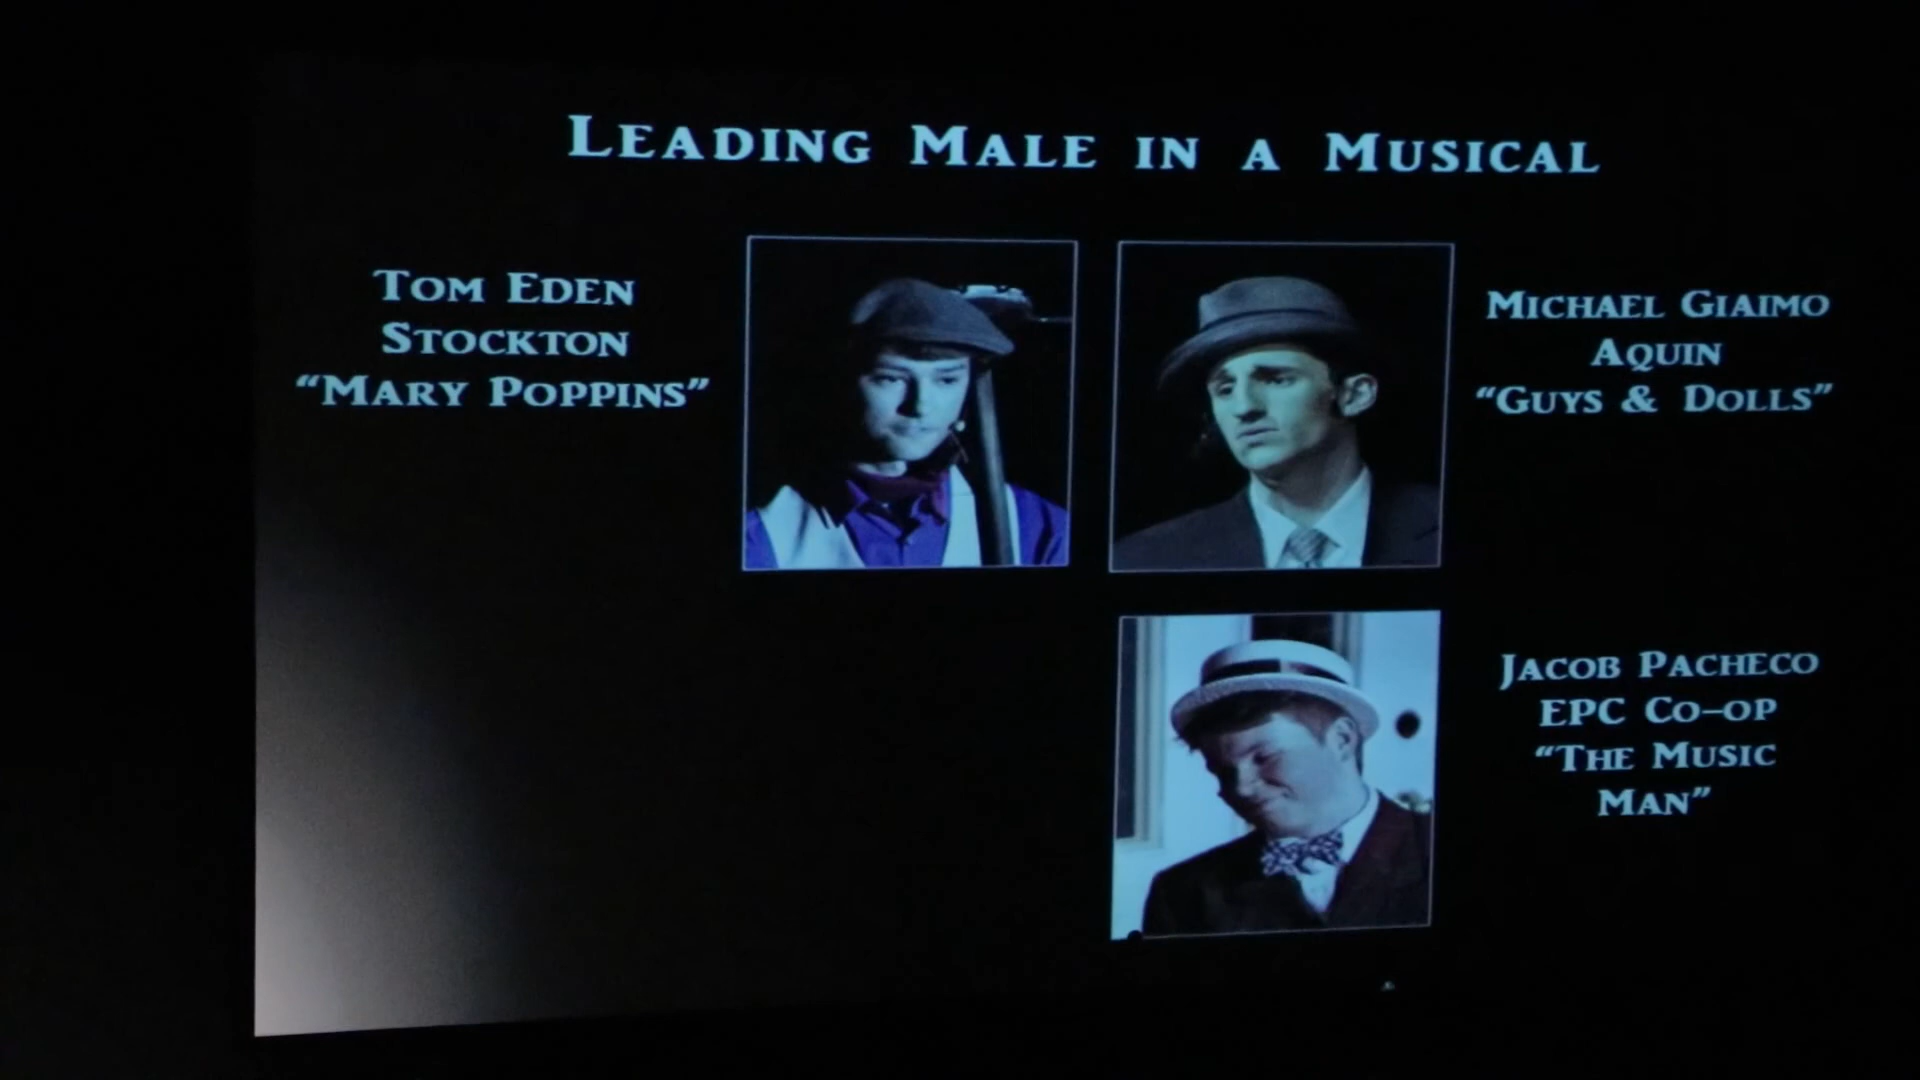 Leading Male in a Musical
Tom Eden
Stockton
“Mary Poppins”
Michael Giaimo
Aquin
“Guys & Dolls”
Jacob Pacheco
EPC Co-op
“The Music
Man”